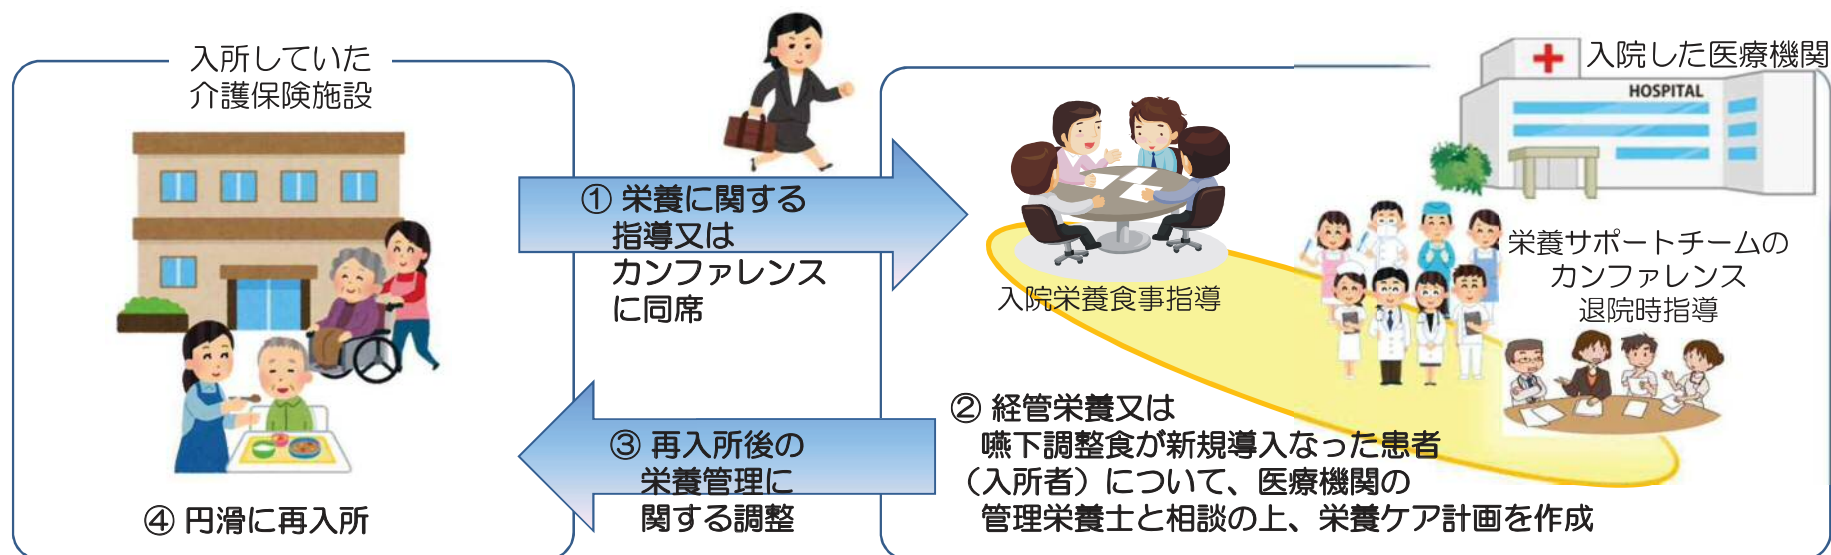 入所していた
介護保険施設
① 栄養に関する
指導又は
カンファレンス
に同席
入院した医療機関
HOSPITAL
入院栄養食事指導
栄養サポートチームの
カンファレンス
退院時指導
② 経管栄養又は
嚥下調整食が新規導入なった患者
（入所者）について、医療機関の
管理栄養士と相談の上、栄養ケア計画を作成
③ 再入所後の
栄養管理に
関する調整
④ 円滑に再入所